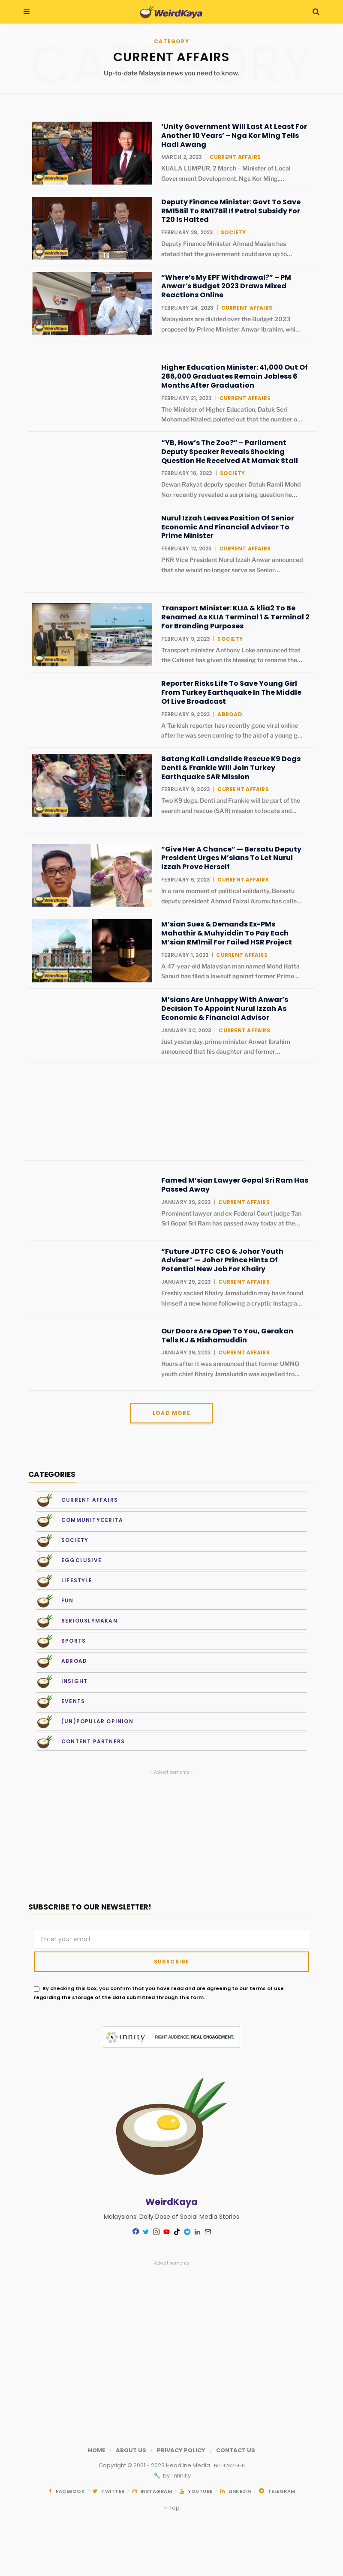 WeirdKaya
CATEGORY
CURRENT AFFAIRS
Up-to-date Malaysia news you need to know.
'Unity Government Will Last At Least For
Another 10 Years' – Nga Kor Ming Tells
Hadi Awang
MARCH 2, 2023 | CURRENT AFFAIRS
KUALA LUMPUR, 2 March – Minister of Local
Government Development, Nga Kor Ming,...
Deputy Finance Minister: Govt To Save
RM15Bil To RM17Bil If Petrol Subsidy For
T20 Is Halted
FEBRUARY 28, 2023 | SOCIETY
Deputy Finance Minister Ahmad Maslan has
stated that the government could save up to...
"Where's My EPF Withdrawal?" – PM
Anwar's Budget 2023 Draws Mixed
Reactions Online
FEBRUARY 24, 2023 | CURRENT AFFAIRS
Malaysians are divided over the Budget 2023
proposed by Prime Minister Anwar Ibrahim, whi...
Higher Education Minister: 41,000 Out Of
286,000 Graduates Remain Jobless 6
Months After Graduation
FEBRUARY 21, 2023 | CURRENT AFFAIRS
The Minister of Higher Education, Datuk Seri
Mohamad Khaled, pointed out that the number o...
"YB, How's The Zoo?" – Parliament
Deputy Speaker Reveals Shocking
Question He Received At Mamak Stall
FEBRUARY 18, 2023 | SOCIETY
Dewan Rakyat deputy speaker Datuk Ramli Mohd
Nor recently revealed a surprising question he...
Nurul Izzah Leaves Position Of Senior
Economic And Financial Advisor To
Prime Minister
FEBRUARY 12, 2023 | CURRENT AFFAIRS
PKR Vice President Nurul Izzah Anwar announced
that she would no longer serve as Senior...
Transport Minister: KLIA & klia2 To Be
Renamed As KLIA Terminal 1 & Terminal 2
For Branding Purposes
FEBRUARY 9, 2023 | SOCIETY
Transport minister Anthony Loke announced that
the Cabinet has given its blessing to rename the...
Reporter Risks Life To Save Young Girl
From Turkey Earthquake In The Middle
Of Live Broadcast
FEBRUARY 9, 2023 | ABROAD
A Turkish reporter has recently gone viral online
after he was seen coming to the aid of a young g...
Batang Kali Landslide Rescue K9 Dogs
Denti & Frankie Will Join Turkey
Earthquake SAR Mission
FEBRUARY 9, 2023 | CURRENT AFFAIRS
Two K9 dogs, Denti and Frankie will be part of the
search and rescue (SAR) mission to locate and...
"Give Her A Chance" — Bersatu Deputy
President Urges M'sians To Let Nurul
Izzah Prove Herself
FEBRUARY 6, 2023 | CURRENT AFFAIRS
In a rare moment of political solidarity, Bersatu
deputy president Ahmad Faizal Azumu has calle...
M'sian Sues & Demands Ex-PMs
Mahathir & Muhyiddin To Pay Each
M'sian RM1mil For Failed HSR Project
FEBRUARY 1, 2023 | CURRENT AFFAIRS
A 47-year-old Malaysian man named Mohd Hatta
Sanuri has filed a lawsuit against former Prime...
M'sians Are Unhappy With Anwar's
Decision To Appoint Nurul Izzah As
Economic & Financial Advisor
JANUARY 30, 2023 | CURRENT AFFAIRS
Just yesterday, prime minister Anwar Ibrahim
announced that his daughter and former...
Famed M'sian Lawyer Gopal Sri Ram Has
Passed Away
JANUARY 29, 2023 | CURRENT AFFAIRS
Prominent lawyer and ex-Federal Court judge Tan
Sri Gopal Sri Ram has passed away today at the...
"Future JDTFC CEO & Johor Youth
Adviser" — Johor Prince Hints Of
Potential New Job For Khairy
JANUARY 29, 2023 | CURRENT AFFAIRS
Freshly sacked Khairy Jamaluddin may have found
himself a new home following a cryptic Instagra...
Our Doors Are Open To You, Gerakan
Tells KJ & Hishamuddin
JANUARY 29, 2023 | CURRENT AFFAIRS
Hours after it was announced that former UMNO
youth chief Khairy Jamaluddin was expelled fro...
LOAD MORE
CATEGORIES
CURRENT AFFAIRS
COMMUNITYCERITA
SOCIETY
EGGCLUSIVE
LIFESTYLE
FUN
SERIOUSLYMAKAN
SPORTS
ABROAD
INSIGHT
EVENTS
(UN)POPULAR OPINION
CONTENT PARTNERS
- Advertisements -
SUBSCRIBE TO OUR NEWSLETTER!
Enter your email
SUBSCRIBE
By checking this box, you confirm that you have read and are agreeing to our terms of use
regarding the storage of the data submitted through this form.
innity RIGHT AUDIENCE. REAL ENGAGEMENT.
WeirdKaya
Malaysians' Daily Dose of Social Media Stories
- Advertisements -
HOME / ABOUT US / PRIVACY POLICY / CONTACT US
Copyright © 2021 - 2023 Headline Media
by Infinity
FACEBOOK TWITTER INSTAGRAM YOUTUBE LINKEDIN TELEGRAM
Top